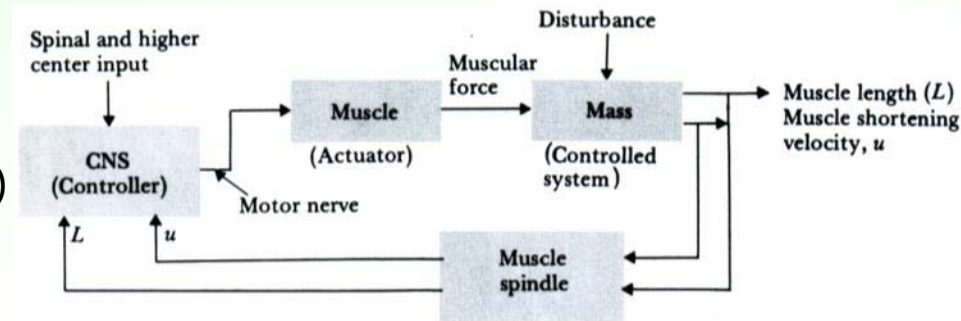 Disturbance
Spinal and higher
center input
Muscular
force
Muscle
Mass
Muscle length (L)
Muscle shortening
velocity, u
(Actuator)
(Controlled
system)
CNS
(Controller)
)
Motor nerve
L
u
Muscle
spindle